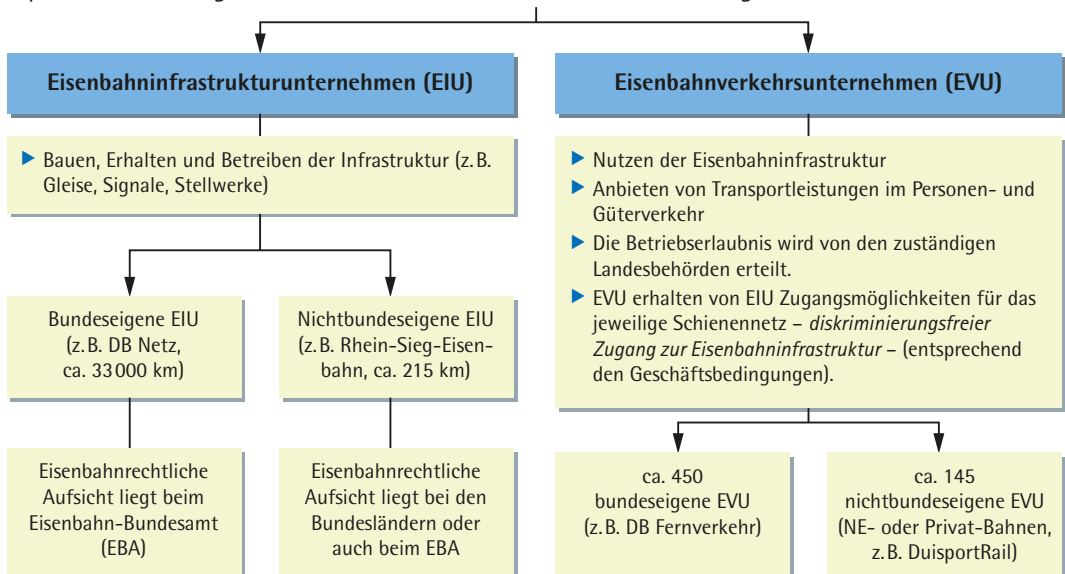 Eisenbahninfrastrukturunternehmen (EIU)
▶ Bauen, Erhalten und Betreiben der Infrastruktur (z. B.
Gleise, Signale, Stellwerke)
Bundeseigene EIU
(z. B. DB Netz,
ca. 33 000 km)
Nichtbundeseigene EIU
(z. B. Rhein-Sieg-Eisen-
bahn, ca. 215 km)
Eisenbahnrechtliche
Aufsicht liegt beim
Eisenbahn-Bundesamt
(EBA)
Eisenbahnrechtliche
Aufsicht liegt bei den
Bundesländern oder
auch beim EBA
Eisenbahnverkehrsunternehmen (EVU)
▶ Nutzen der Eisenbahninfrastruktur
▶ Anbieten von Transportleistungen im Personen- und
Güterverkehr
▶ Die Betriebserlaubnis wird von den zuständigen
Landesbehörden erteilt.
▶ EVU erhalten von EIU Zugangsmöglichkeiten für das
jeweilige Schienennetz – diskriminierungsfreier
Zugang zur Eisenbahninfrastruktur – (entsprechend
den Geschäftsbedingungen).
ca. 450
bundeseigene EVU
(z. B. DB Fernverkehr)
ca. 145
nichtbundeseigene EVU
(NE- oder Privat-Bahnen,
z. B. DuisportRail)